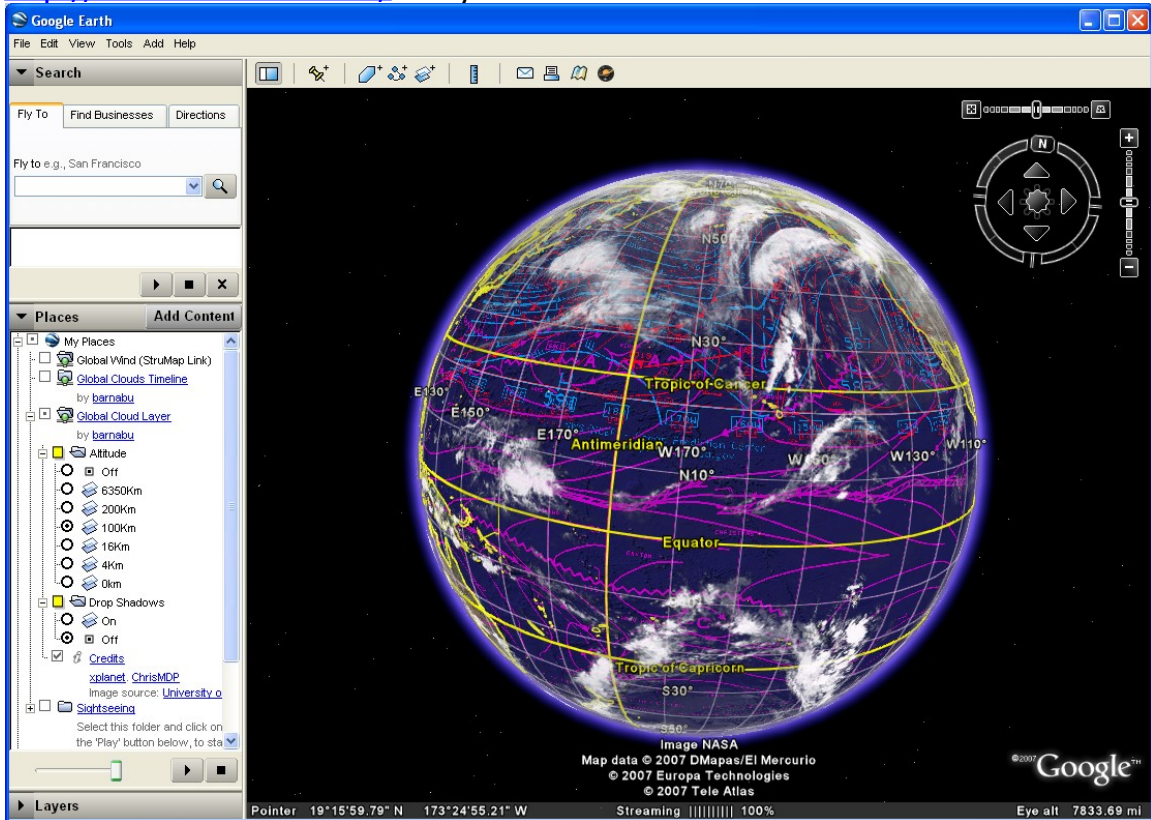 Google Earth
File Edit View Tools Add Help
Search
Fly To Find Businesses Directions
Fly to e.g., San Francisco
Places Add Content
My Places
Global Wind (StruMap Link)
Global Clouds Timeline
by barnabu
Global Cloud Layer
by barnabu
Altitude
Off
6350Km
200Km
100Km
16Km
4Km
0km
Drop Shadows
On
Off
Credits
xplanet, ChrisMDP
Image source: University o
Sightseeing
Select this folder and click on
the 'Play' button below, to sta
Layers
N
N70°
N50°
N30°
Tropic of Cancer
E130°
E150°
E170°
Antimeridian
W170°
W130°
W110°
N10°
Equator
Tropic of Capricorn
S30°
S50°
Image NASA
Map data © 2007 DMapas/El Mercurio
© 2007 Europa Technologies
© 2007 Tele Atlas
©2007 Google™
Pointer 19°15'59.79" N 173°24'55.21" W Streaming ||||||||| 100% Eye alt 7833.69 mi